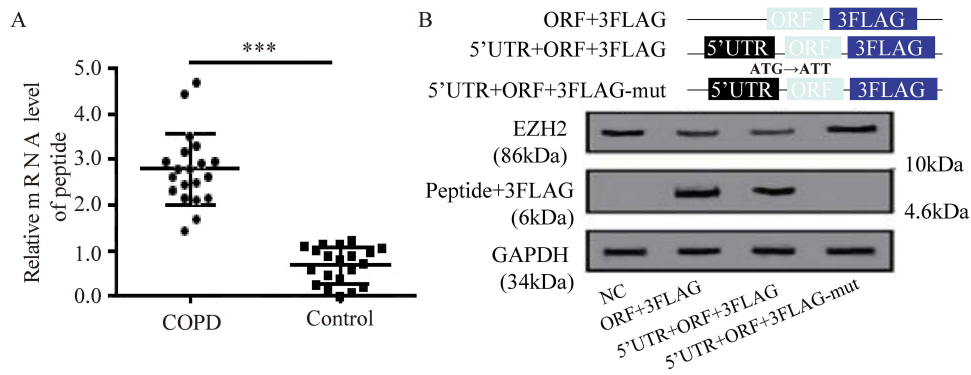 A
***
Relative mRNA level
of peptide
5.0
4.0
3.0
2.0
1.0
0.0
COPD
Control
B
ORF+3FLAG
ORF
3FLAG
5'UTR+ORF+3FLAG
5'UTR
ORF
3FLAG
ATG→ATT
5'UTR+ORF+3FLAG-mut
5'UTR
ORF
3FLAG
EZH2
(86kDa)
10kDa
Peptide+3FLAG
(6kDa)
4.6kDa
GAPDH
(34kDa)
NC
ORF+3FLAG
5'UTR+ORF+3FLAG
5'UTR+ORF+3FLAG-mut